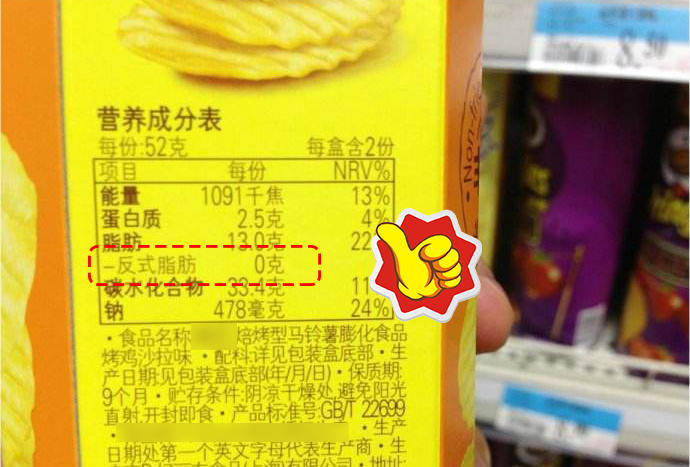 营养成分表
每份:52克 每盒含2份
项目 每份 NRV%
能量 1091千焦 13%
蛋白质 2.5克 4%
脂肪 13.0克 22
–反式脂肪 0克
碳水化合物 33.4克 11
钠 478毫克 24%
·食品名称 焙烤型马铃薯膨化食品
烤鸡沙拉味·配料:详见包装盒底部·生
产日期:见包装盒底部(年/月/日)·保质期:
9个月·贮存条件:阴凉干燥处,避免阳光
直射,开封即食·产品标准号:GB/T 22699
·生产
日期处第一个英文字母代表生产商·生
Non-
8.50